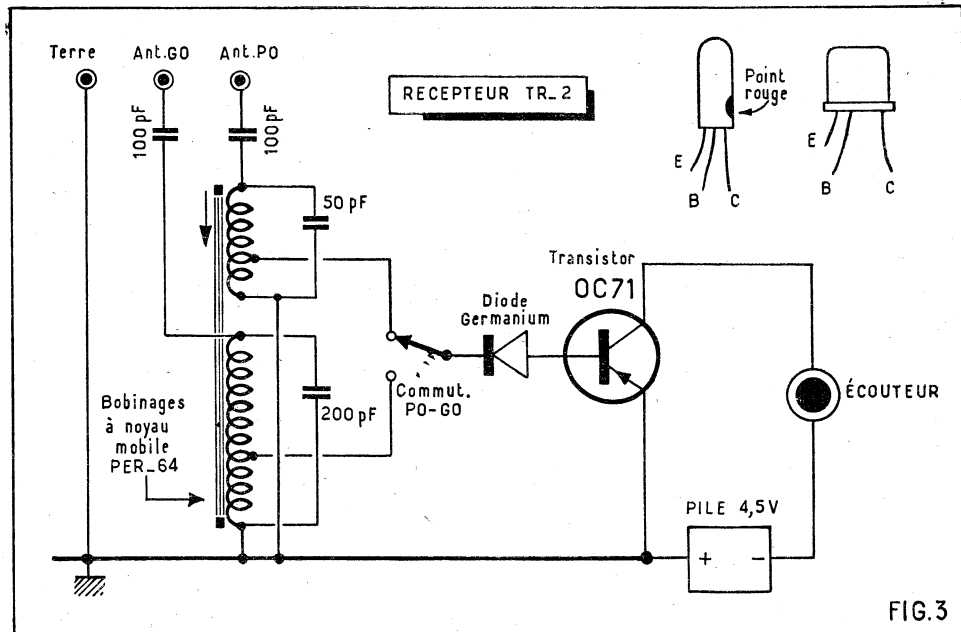 Terre
Ant.GO
Ant.PO
RECEPTEUR TR_2
Point
rouge
100 pF
100 pF
E
B
C
E
B
C
50 pF
Transistor
OC71
Diode
Germanium
Commut.
PO-GO
200 pF
ÉCOUTEUR
Bobinages
à noyau
mobile
PER_64
PILE 4,5V
+ -
FIG.3